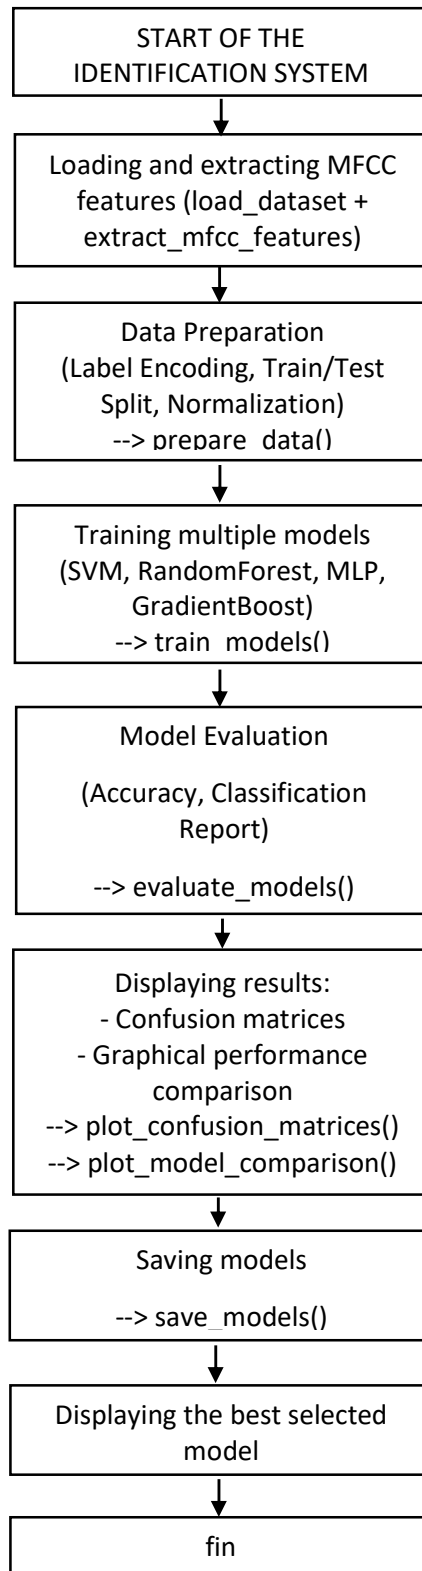 START OF THE
IDENTIFICATION SYSTEM
Loading and extracting MFCC
features (load_dataset +
extract_mfcc_features)
Data Preparation
(Label Encoding, Train/Test
Split, Normalization)
--> prepare_data()
Training multiple models
(SVM, RandomForest, MLP,
GradientBoost)
--> train_models()
Model Evaluation
(Accuracy, Classification
Report)
--> evaluate_models()
Displaying results:
- Confusion matrices
- Graphical performance
comparison
--> plot_confusion_matrices()
--> plot_model_comparison()
Saving models
--> save_models()
Displaying the best selected
model
fin